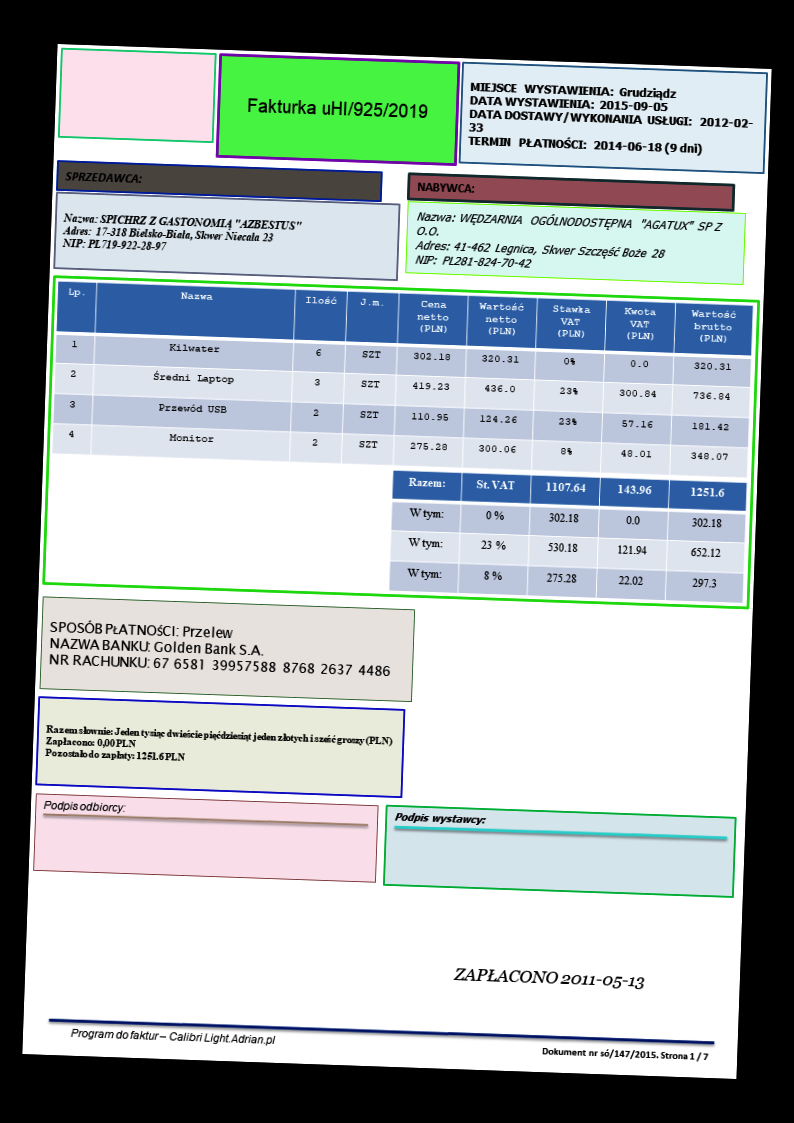 Fakturka uHI/925/2019
MIEJSCE WYSTAWIENIA: Grudziądz
DATA WYSTAWIENIA: 2015-09-05
DATA DOSTAWY/WYKONANIA USŁUGI: 2012-02-
33
TERMIN PŁATNOŚCI: 2014-06-18 (9 dni)
SPRZEDAWCA:
Nazwa: SPICHRZ Z GASTONOMIĄ "AZBESTUS"
Adres: 17-318 Bielsko-Biała, Skwer Niecała 23
NIP: PL719-922-28-97
NABYWCA:
Nazwa: WĘDZARNIA OGÓLNODOSTĘPNA "AGATUX" SP Z
O.O.
Adres: 41-462 Legnica, Skwer Szczęść Boże 28
NIP: PL281-824-70-42
Lp. Nazwa Ilość J.m. Cena netto (PLN) Wartość netto (PLN) Stawka VAT (PLN) Kwota VAT (PLN) Wartość brutto (PLN)
1 Kilwater 6 SZT 302.18 320.31 0% 0.0 320.31
2 Średni Laptop 3 SZT 419.23 436.0 23% 300.84 736.84
3 Przewód USB 2 SZT 110.95 124.26 23% 57.16 181.42
4 Monitor 2 SZT 275.28 300.06 8% 48.01 348.07
Razem: St. VAT 1107.64 143.96 1251.6
W tym: 0 % 302.18 0.0 302.18
W tym: 23 % 530.18 121.94 652.12
W tym: 8 % 275.28 22.02 297.3
SPOSÓB PŁATNOŚCI: Przelew
NAZWA BANKU: Golden Bank S.A.
NR RACHUNKU: 67 6581 39957588 8768 2637 4486
Razem słownie: Jeden tysiąc dwieście pięćdziesiąt jeden złotych i sześć groszy (PLN)
Zapłacono: 0,00 PLN
Pozostało do zapłaty: 1251.6 PLN
Podpis odbiorcy:
Podpis wystawcy:
ZAPŁACONO 2011-05-13
Program do faktur – Calibri Light.Adrian.pl
Dokument nr só/147/2015. Strona 1 / 7